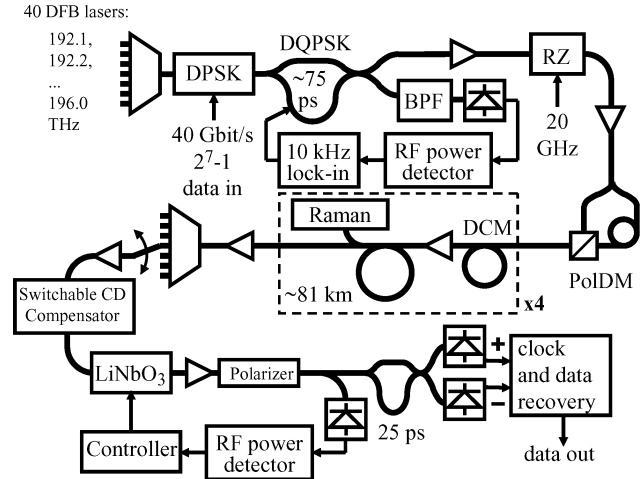 40 DFB lasers:
192.1,
192.2,
...
196.0
THz
DPSK
40 Gbit/s
2⁷-1
data in
DQPSK
~75
ps
BPF
10 kHz
lock-in
RF power
detector
RZ
20
GHz
PolDM
Raman
DCM
~81 km
x4
Switchable CD
Compensator
LiNbO₃
Polarizer
Controller
RF power
detector
25 ps
+
−
clock
and data
recovery
data out